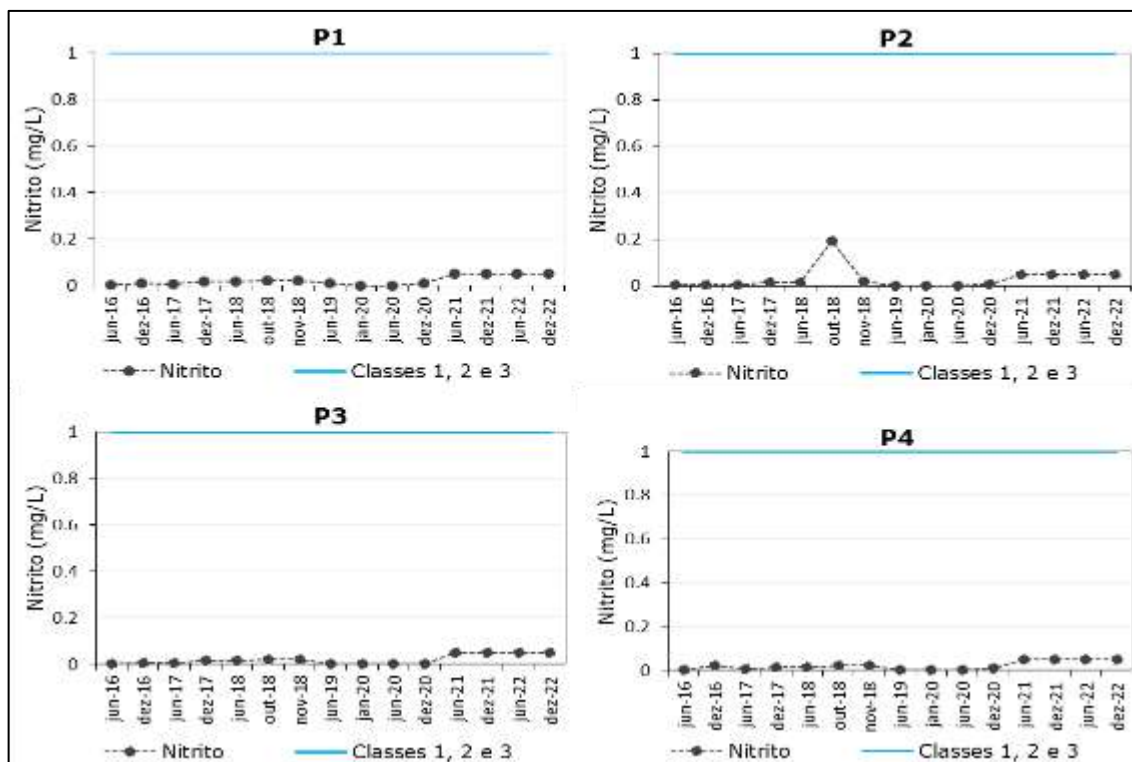 P1
Nitrito (mg/L)
1
0.8
0.6
0.4
0.2
0
jun-16
dez-16
jun-17
dez-17
jun-18
out-18
nov-18
jun-19
jan-20
jun-20
dez-20
jun-21
dez-21
jun-22
dez-22
Nitrito Classes 1, 2 e 3
P2
Nitrito (mg/L)
1
0.8
0.6
0.4
0.2
0
jun-16
dez-16
jun-17
dez-17
jun-18
out-18
nov-18
jun-19
jan-20
jun-20
dez-20
jun-21
dez-21
jun-22
dez-22
Nitrito Classes 1, 2 e 3
P3
Nitrito (mg/L)
1
0.8
0.6
0.4
0.2
0
jun-16
dez-16
jun-17
dez-17
jun-18
out-18
nov-18
jun-19
jan-20
jun-20
dez-20
jun-21
dez-21
jun-22
dez-22
Nitrito Classes 1, 2 e 3
P4
Nitrito (mg/L)
1
0.8
0.6
0.4
0.2
0
jun-16
dez-16
jun-17
dez-17
jun-18
out-18
nov-18
jun-19
jan-20
jun-20
dez-20
jun-21
dez-21
jun-22
dez-22
Nitrito Classes 1, 2 e 3